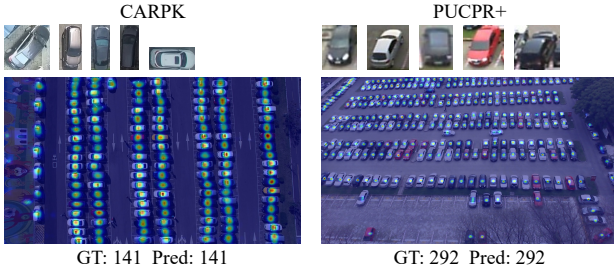 CARPK
PUCPR+
GT: 141 Pred: 141
GT: 292 Pred: 292